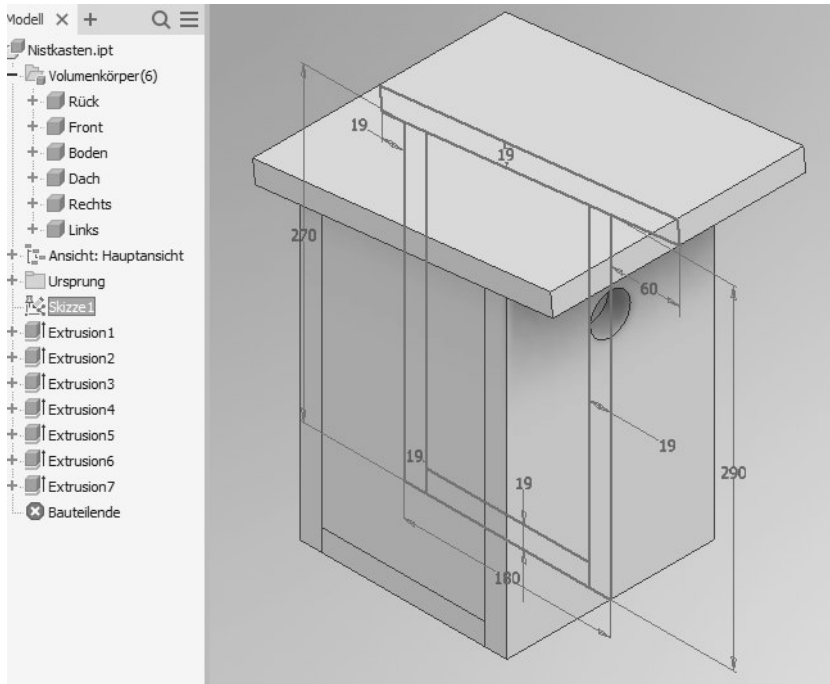 Modell × +
Nistkasten.ipt
Volumenkörper(6)
Rück
Front
Boden
Dach
Rechts
Links
Ansicht: Hauptansicht
Ursprung
Skizze1
Extrusion1
Extrusion2
Extrusion3
Extrusion4
Extrusion5
Extrusion6
Extrusion7
Bauteilende
19
19
270
60
19
19
19
290
180